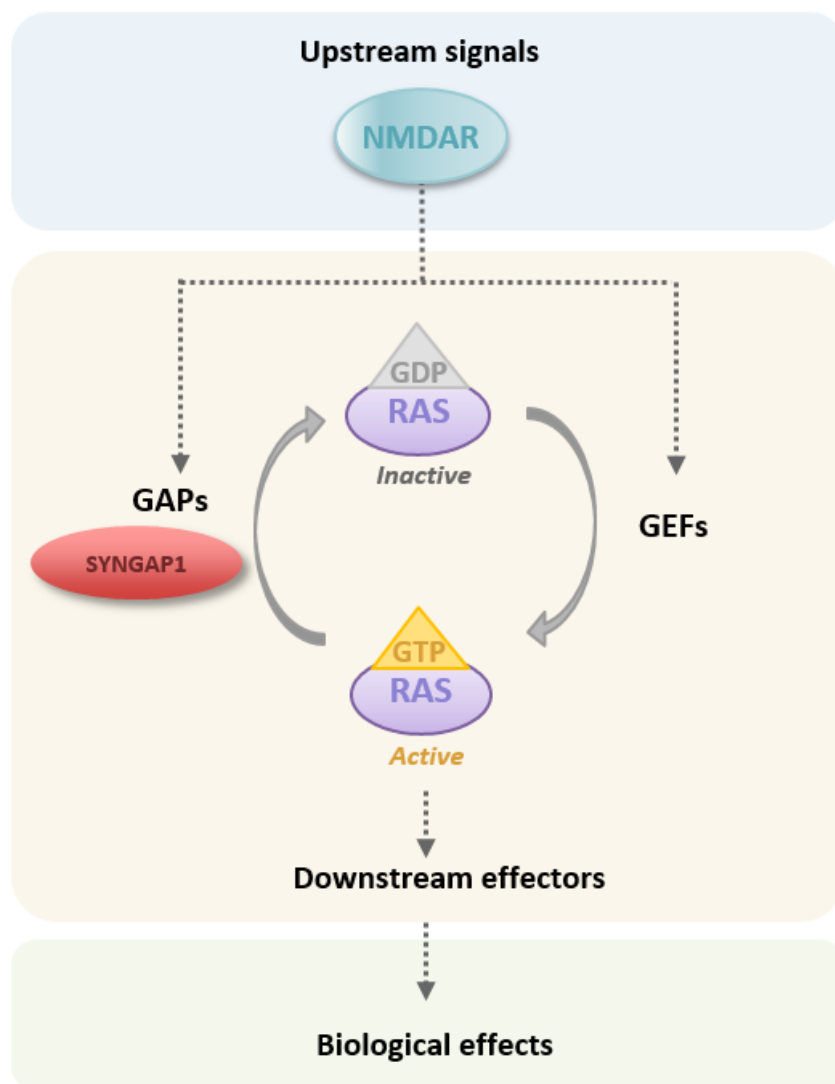 Upstream signals
NMDAR
GDP
RAS
Inactive
GAPs
SYNGAP1
GEFs
GTP
RAS
Active
Downstream effectors
Biological effects